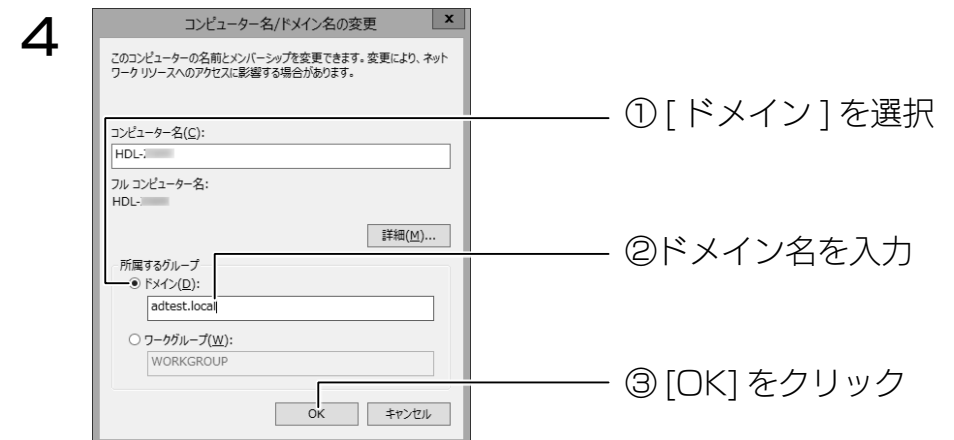 4
コンピューター名/ドメイン名の変更
x
このコンピューターの名前とメンバーシップを変更できます。変更により、ネット
ワーク リソースへのアクセスに影響する場合があります。
コンピューター名(C):
HDL-
フル コンピューター名:
HDL-
詳細(M)...
所属するグループ
ドメイン(D):
adtest.local
ワークグループ(W):
WORKGROUP
OK
キャンセル
①[ドメイン]を選択
②ドメイン名を入力
③[OK]をクリック